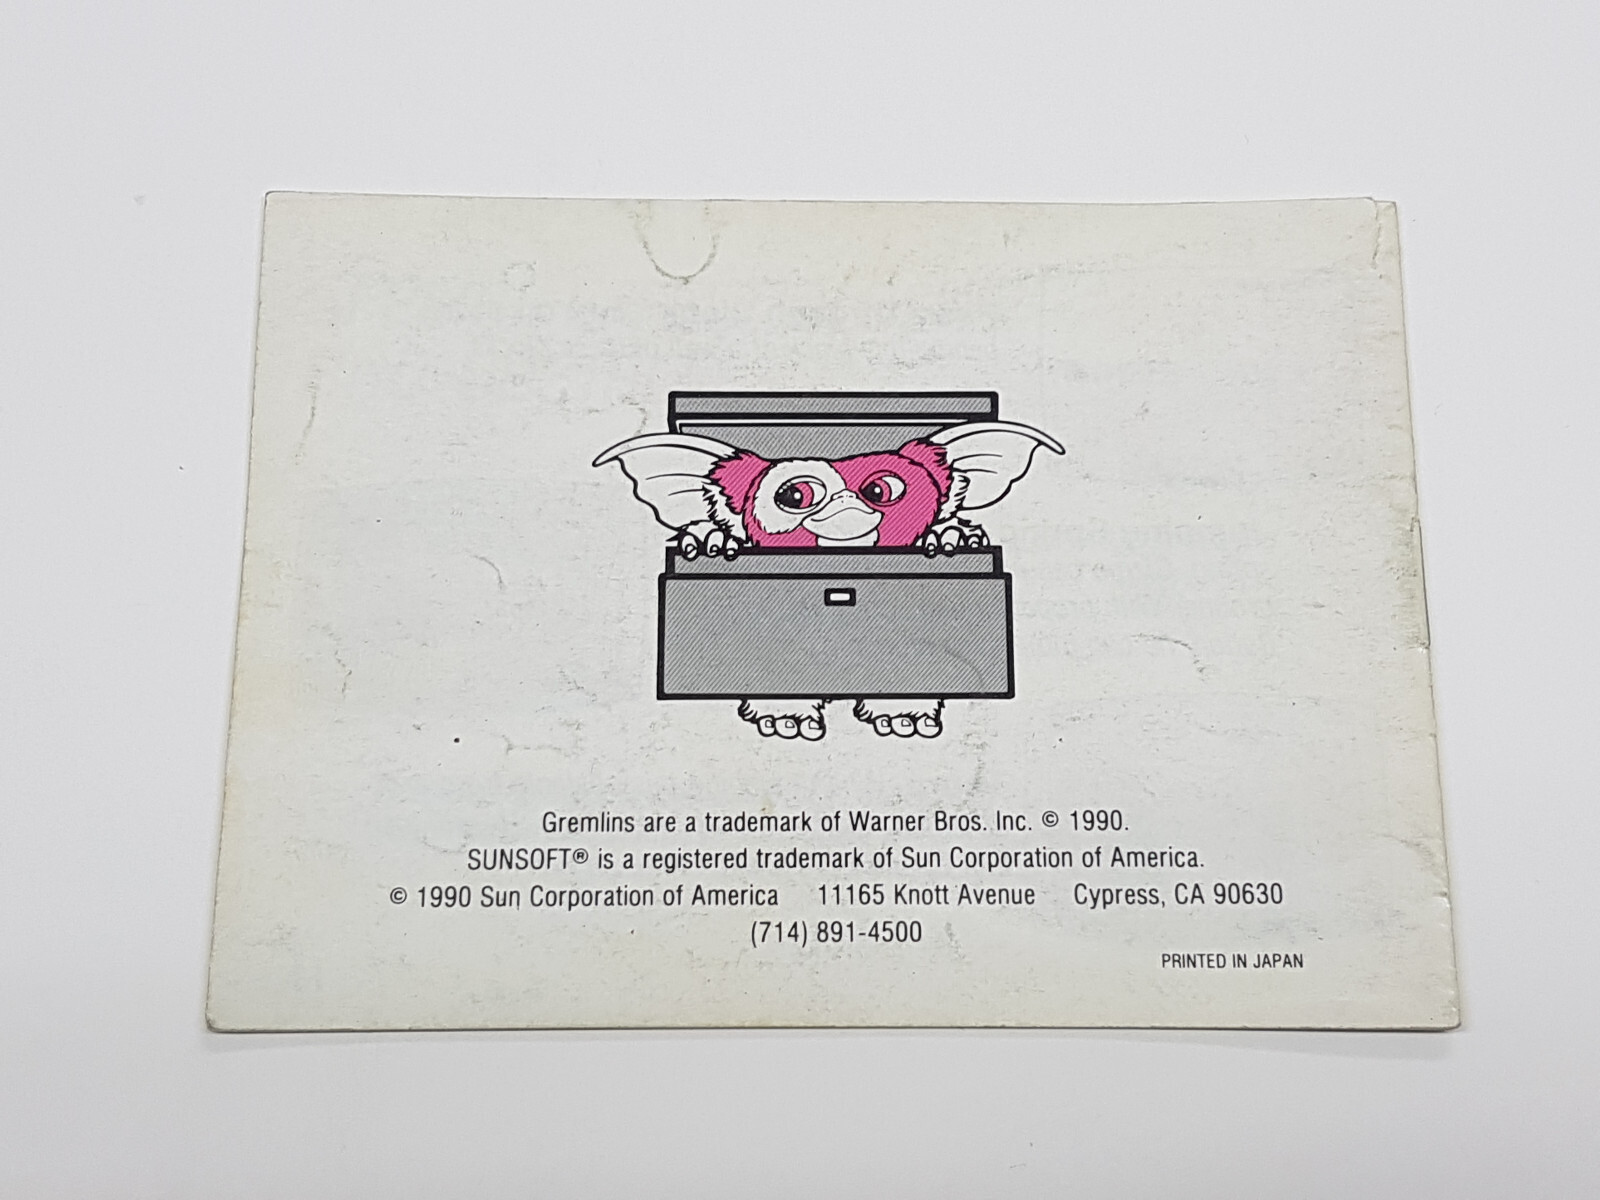 Gremlins are a trademark of Warner Bros. Inc. © 1990.
SUNSOFT® is a registered trademark of Sun Corporation of America.
© 1990 Sun Corporation of America 11165 Knott Avenue Cypress, CA 90630
(714) 891-4500
PRINTED IN JAPAN